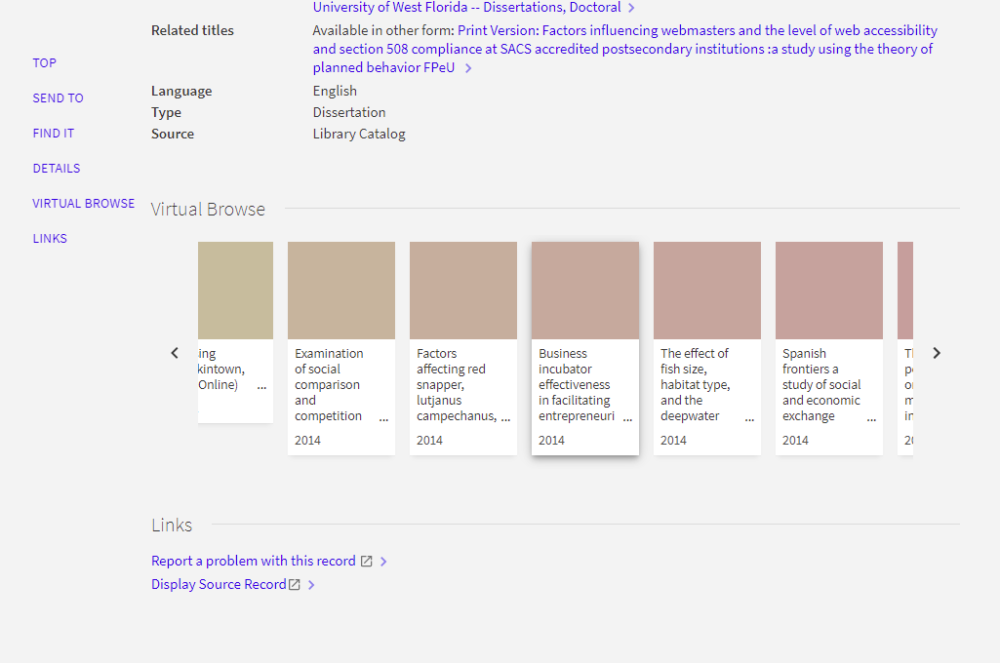 University of West Florida -- Dissertations, Doctoral
Related titles
Available in other form: Print Version: Factors influencing webmasters and the level of web accessibility
and section 508 compliance at SACS accredited postsecondary institutions :a study using the theory of
planned behavior FPeU
Language
English
Type
Dissertation
Source
Library Catalog
TOP
SEND TO
FIND IT
DETAILS
VIRTUAL BROWSE
LINKS
Virtual Browse
ing
kintown,
Online) ...
Examination
of social
comparison
and
competition ...
2014
Factors
affecting red
snapper,
lutjanus
campechanus, ...
2014
Business
incubator
effectiveness
in facilitating
entrepreneuri ...
2014
The effect of
fish size,
habitat type,
and the
deepwater ...
2014
Spanish
frontiers a
study of social
and economic
exchange ...
2014
Links
Report a problem with this record
Display Source Record